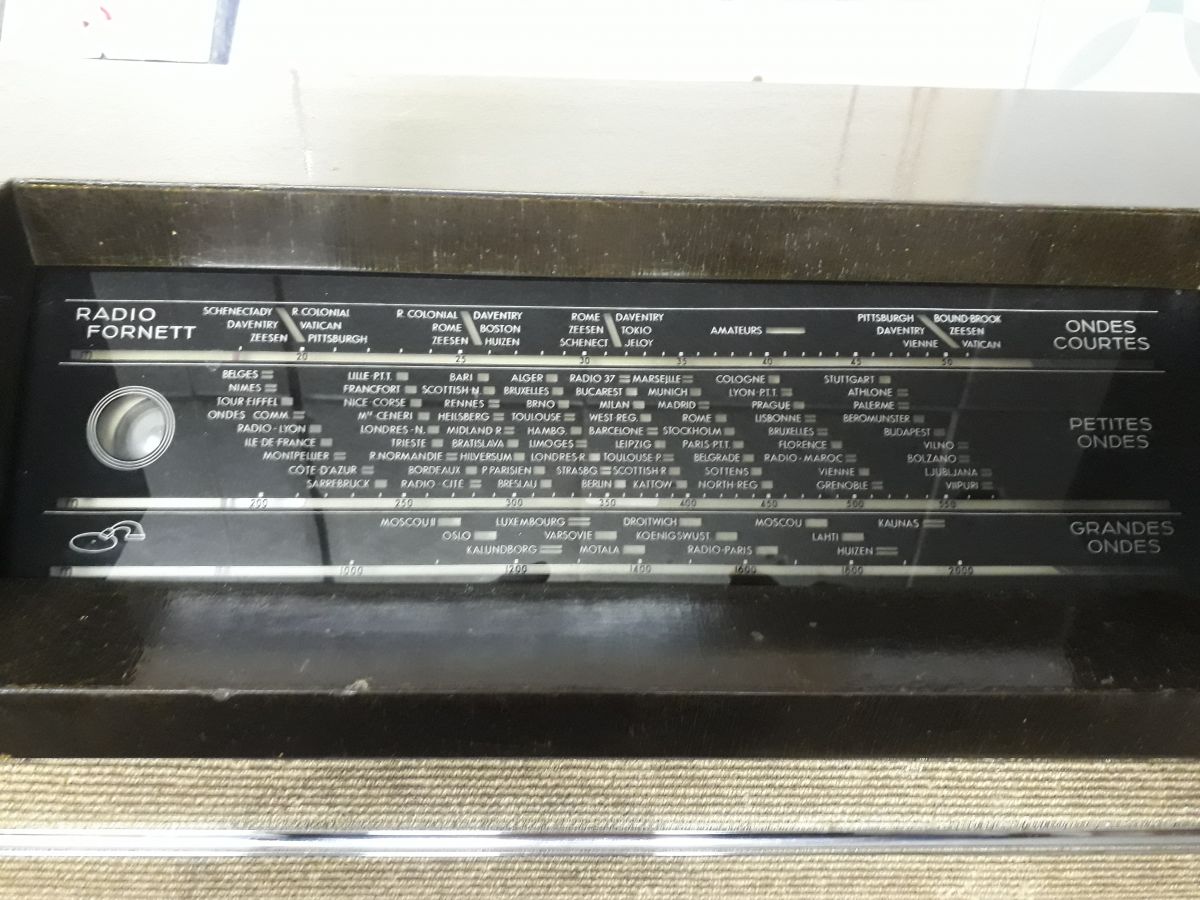 RADIO
FORNETT
SCHENECTADY R. COLONIAL R. COLONIAL DAVENTRY ROME DAVENTRY PITTSBURGH BOUND-BROOK
DAVENTRY VATICAN ROME BOSTON ZEESEN TOKIO AMATEURS DAVENTRY ZEESEN
ZEESEN PITTSBURGH ZEESEN HUIZEN SCHENECT JELOY VIENNE VATICAN
ONDES
COURTES
m 20 25 30 35 40 45 50
BELGES LILLE-P.T.T. BARI ALGER RADIO 37 MARSEILLE COLOGNE STUTTGART
NIMES FRANCFORT SCOTTISH-N. BRUXELLES BUCAREST MUNICH LYON-P.T.T. ATHLONE
TOUR EIFFEL NICE-CORSE RENNES BRNO MILAN MADRID PRAGUE PALERME
ONDES COMM. Mte CENERI HEILSBERG TOULOUSE WEST-REG. ROME LISBONNE BEROMUNSTER
RADIO-LYON LONDRES-N. MIDLAND R. HAMBG. BARCELONE STOCKHOLM BRUXELLES BUDAPEST
ILE DE FRANCE TRIESTE BRATISLAVA LIMOGES LEIPZIG PARIS-P.T.T. FLORENCE VILNO
MONTPELLIER R.NORMANDIE HILVERSUM LONDRES-R. TOULOUSE P. BELGRADE RADIO-MAROC BOLZANO
CÔTE-D'AZUR BORDEAUX P.PARISIEN STRASBG SCOTTISH-R. SOTTENS VIENNE LJUBLJANA
SARREBRUCK RADIO-CITÉ BRESLAU BERLIN KATTOW. NORTH-REG. GRENOBLE VIIPURI
PETITES
ONDES
m 200 250 300 350 400 450 500 550
MOSCOU II LUXEMBOURG DROITWICH MOSCOU KAUNAS
OSLO VARSOVIE KOENIGSWUST. LAHTI
KALUNDBORG MOTALA RADIO-PARIS HUIZEN
GRANDES
ONDES
m 1000 1200 1400 1600 1800 2000